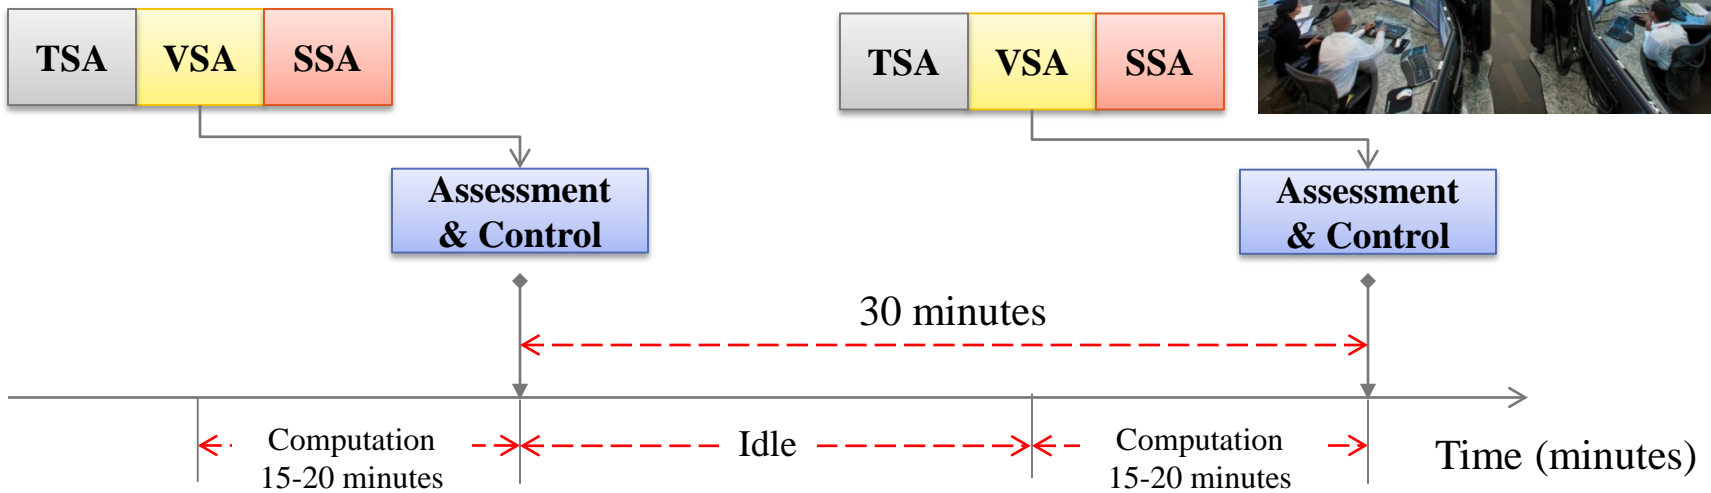 TSA VSA SSA
TSA VSA SSA
Assessment
& Control
Assessment
& Control
30 minutes
Computation
15-20 minutes
Idle
Computation
15-20 minutes
Time (minutes)